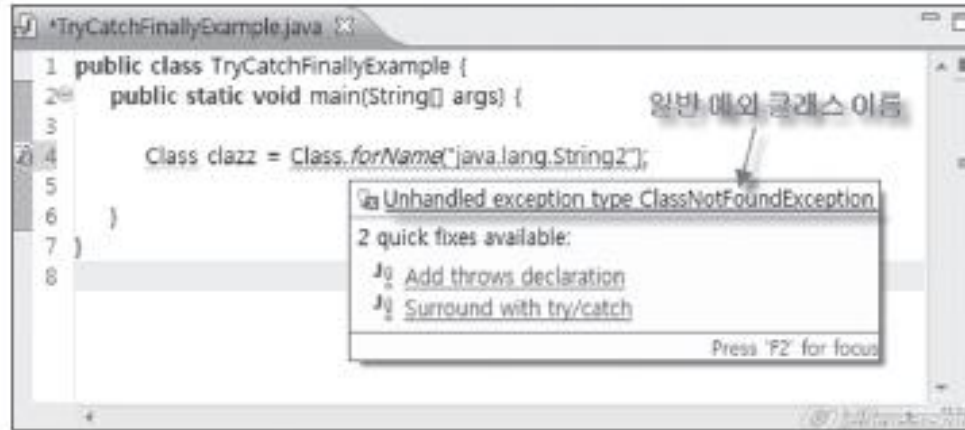 *TryCatchFinallyExample.java
1 public class TryCatchFinallyExample {
2 public static void main(String[] args) {
일반 예외 클래스 이름
3
4 Class clazz = Class.forName("java.lang.String2");
5
Unhandled exception type ClassNotFoundException
6 }
2 quick fixes available:
7 }
8
Add throws declaration
Surround with try/catch
Press 'F2' for focus